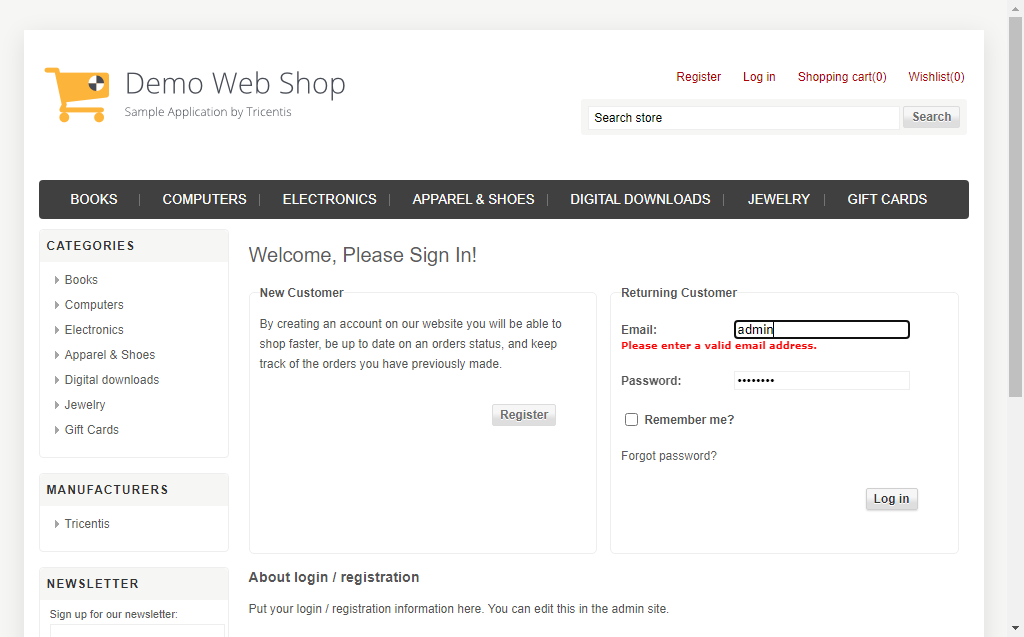 Demo Web Shop
Sample Application by Tricentis
Register Log in Shopping cart(0) Wishlist(0)
Search store Search
BOOKS COMPUTERS ELECTRONICS APPAREL & SHOES DIGITAL DOWNLOADS JEWELRY GIFT CARDS
CATEGORIES
Books
Computers
Electronics
Apparel & Shoes
Digital downloads
Jewelry
Gift Cards
MANUFACTURERS
Tricentis
NEWSLETTER
Sign up for our newsletter:
Welcome, Please Sign In!
New Customer
By creating an account on our website you will be able to
shop faster, be up to date on an orders status, and keep
track of the orders you have previously made.
Register
Returning Customer
Email: admin
Please enter a valid email address.
Password: ••••••••
Remember me?
Forgot password?
Log in
About login / registration
Put your login / registration information here. You can edit this in the admin site.